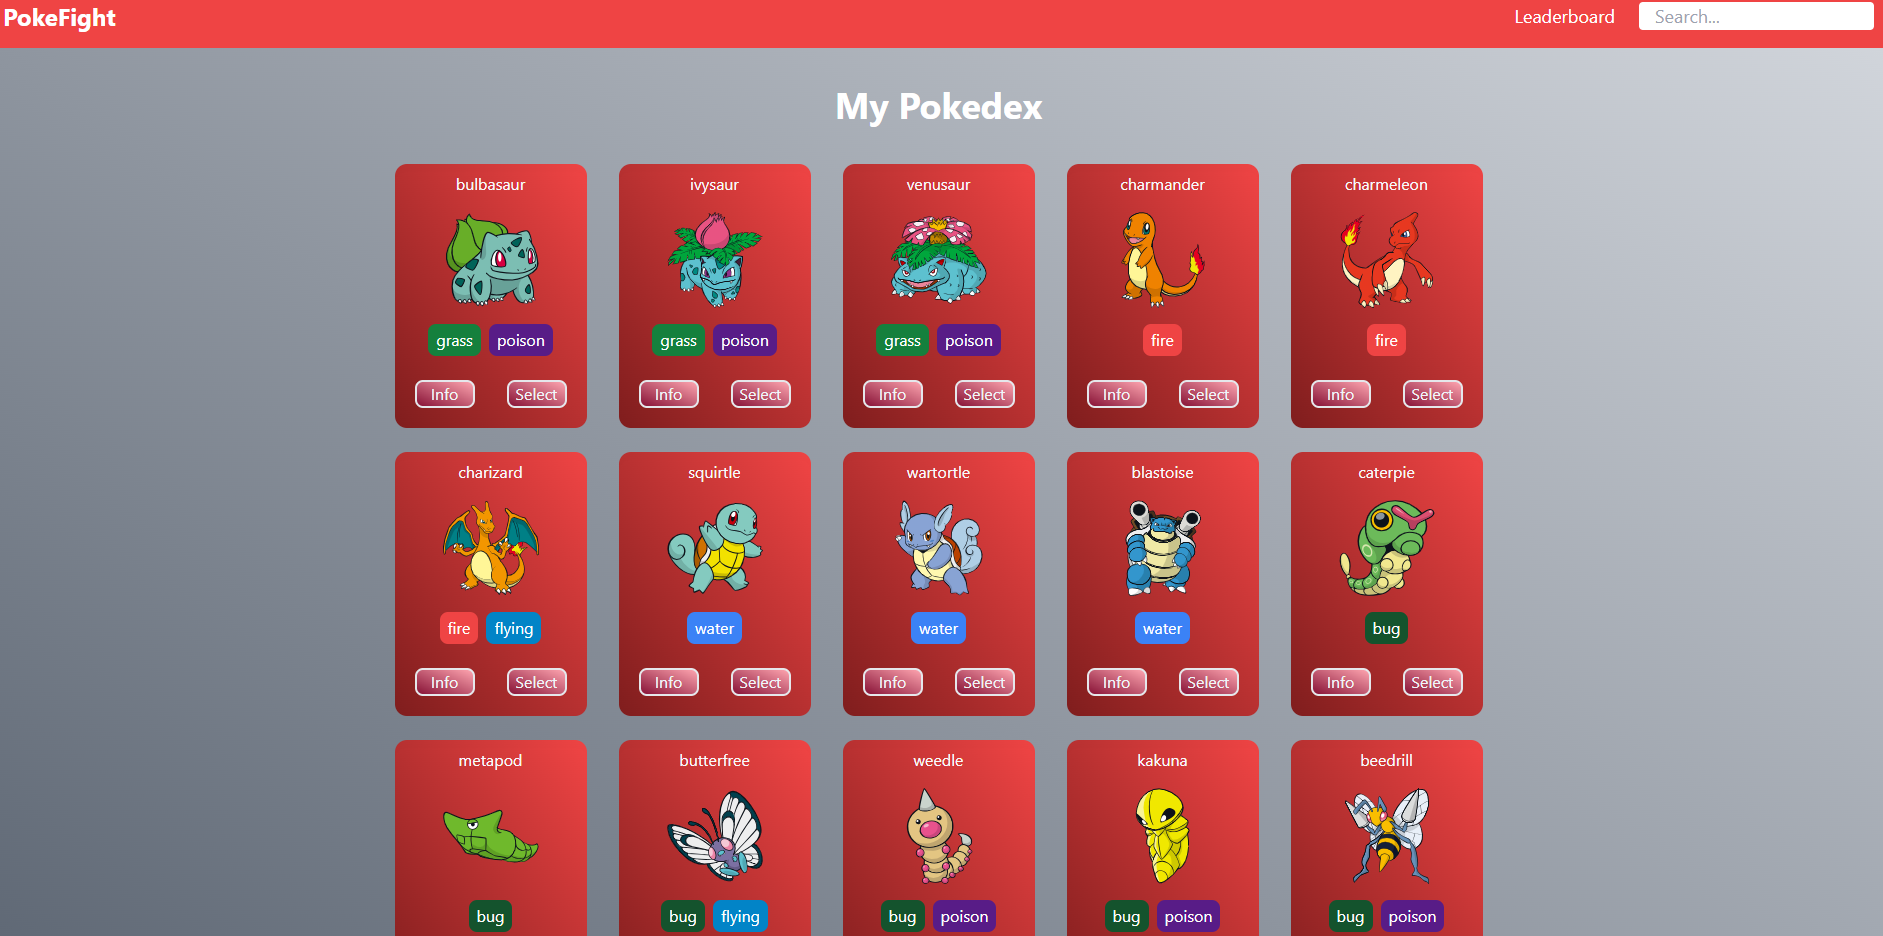 PokeFight
Leaderboard
Search...
My Pokedex
bulbasaur
grass poison
Info Select
ivysaur
grass poison
Info Select
venusaur
grass poison
Info Select
charmander
fire
Info Select
charmeleon
fire
Info Select
charizard
fire flying
Info Select
squirtle
water
Info Select
wartortle
water
Info Select
blastoise
water
Info Select
caterpie
bug
Info Select
metapod
bug
butterfree
bug flying
weedle
bug poison
kakuna
bug poison
beedrill
bug poison